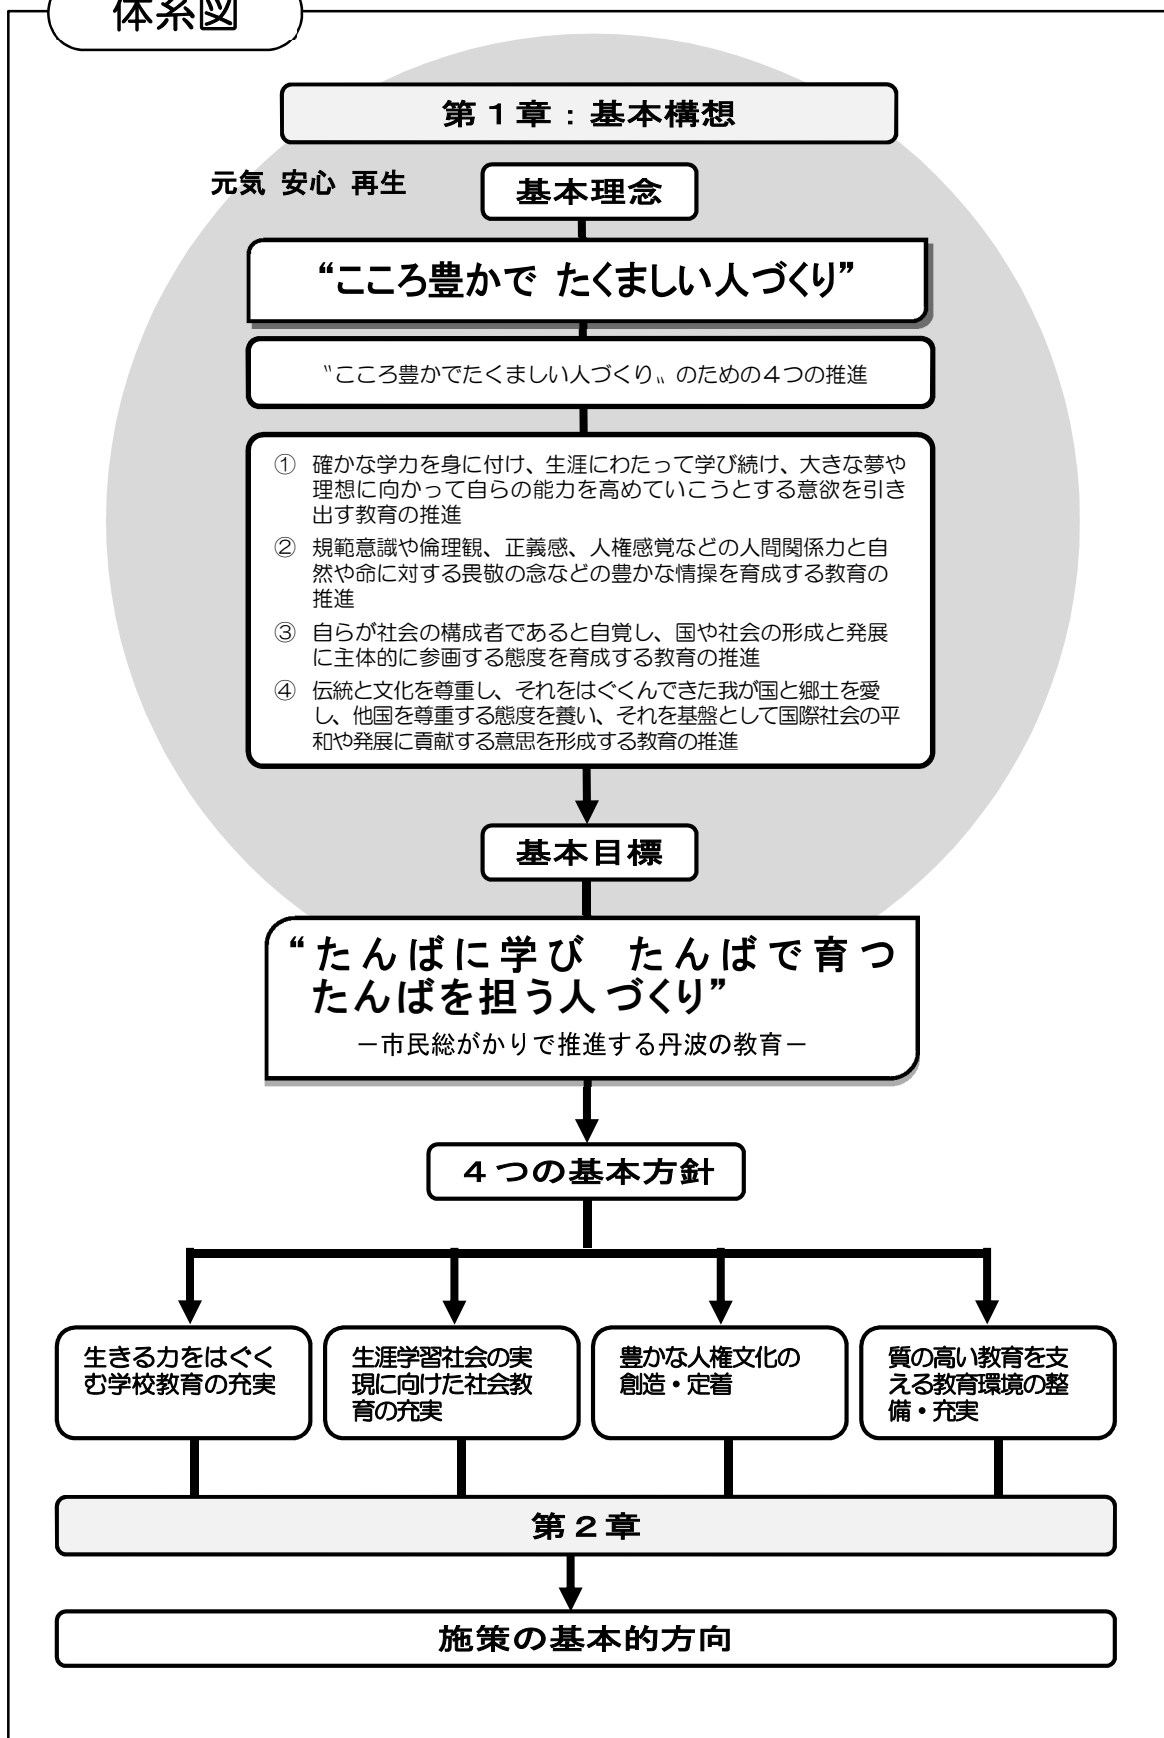 体系図
第１章：基本構想
元気 安心 再生
基本理念
“こころ豊かで たくましい人づくり”
〝こころ豊かでたくましい人づくり〟のための４つの推進
① 確かな学力を身に付け、生涯にわたって学び続け、大きな夢や
理想に向かって自らの能力を高めていこうとする意欲を引き
出す教育の推進
② 規範意識や倫理観、正義感、人権感覚などの人間関係力と自
然や命に対する畏敬の念などの豊かな情操を育成する教育の
推進
③ 自らが社会の構成者であると自覚し、国や社会の形成と発展
に主体的に参画する態度を育成する教育の推進
④ 伝統と文化を尊重し、それをはぐくんできた我が国と郷土を愛
し、他国を尊重する態度を養い、それを基盤として国際社会の平
和や発展に貢献する意思を形成する教育の推進
基本目標
“たんばに学び　たんばで育つ
たんばを担う人づくり”
－市民総がかりで推進する丹波の教育－
４つの基本方針
生きる力をはぐく
む学校教育の充実
生涯学習社会の実
現に向けた社会教
育の充実
豊かな人権文化の
創造・定着
質の高い教育を支
える教育環境の整
備・充実
第２章
施策の基本的方向